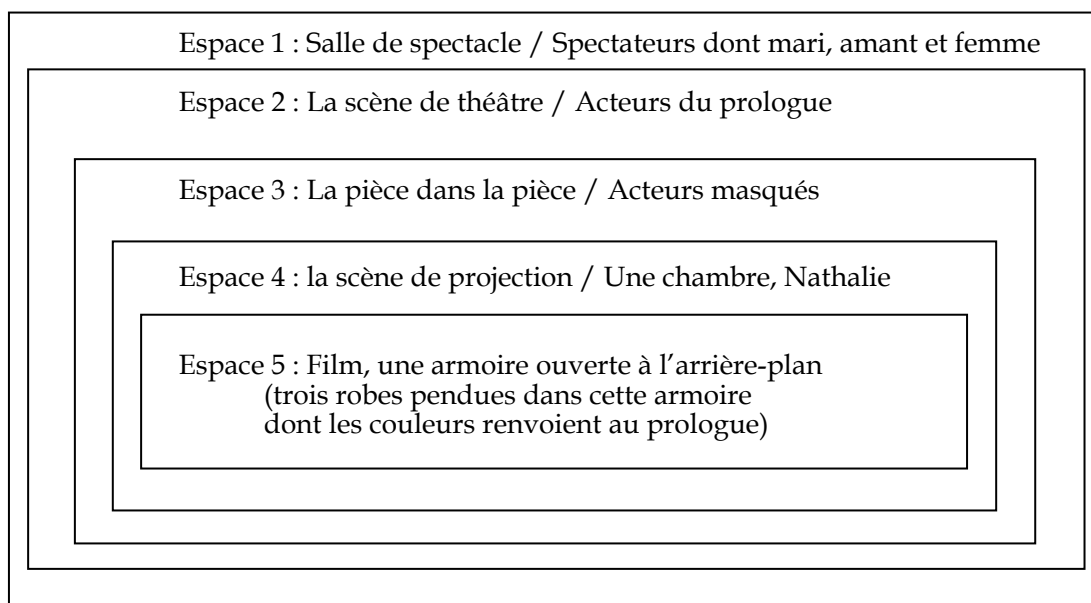 Espace 1 : Salle de spectacle / Spectateurs dont mari, amant et femme
Espace 2 : La scène de théâtre / Acteurs du prologue
Espace 3 : La pièce dans la pièce / Acteurs masqués
Espace 4 : la scène de projection / Une chambre, Nathalie
Espace 5 : Film, une armoire ouverte à l’arrière-plan
(trois robes pendues dans cette armoire
dont les couleurs renvoient au prologue)